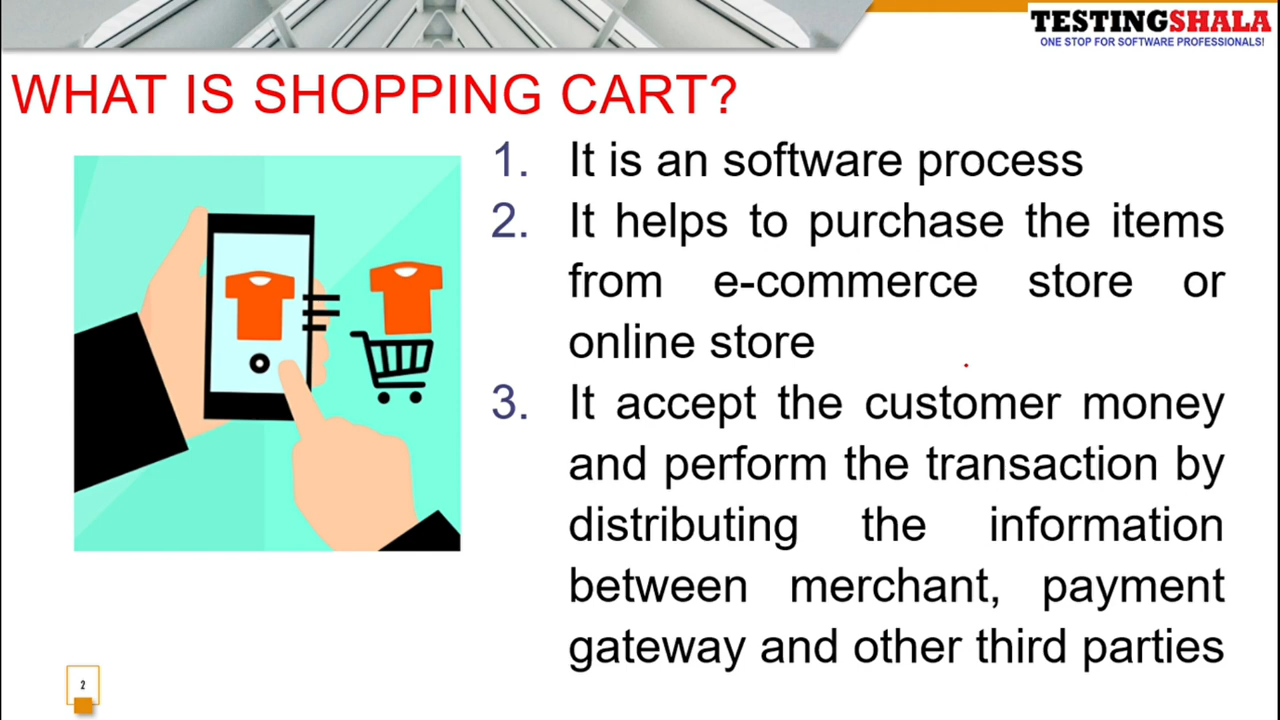 TESTINGSHALA
ONE STOP FOR SOFTWARE PROFESSIONALS!
WHAT IS SHOPPING CART?
1. It is an software process
2. It helps to purchase the items
from e-commerce store or
online store
3. It accept the customer money
and perform the transaction by
distributing the information
between merchant, payment
gateway and other third parties
2